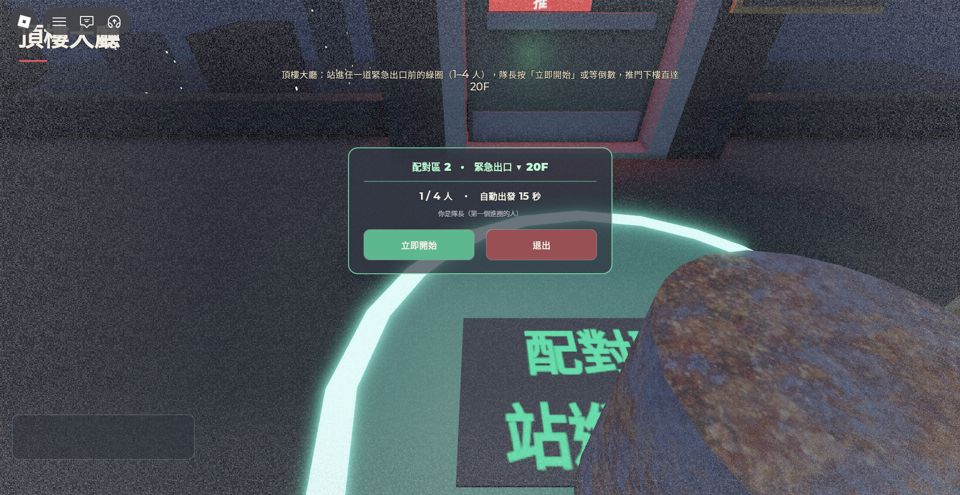 推
頂樓大廳
頂樓大廳：站進任一道緊急出口前的綠圈（1–4 人），隊長按「立即開始」或等倒數，推門下樓直達
20F
配對區 2 • 緊急出口 ▼ 20F
1 / 4 人 • 自動出發 15 秒
你是隊長（第一個進圈的人）
立即開始
退出
配對
站進